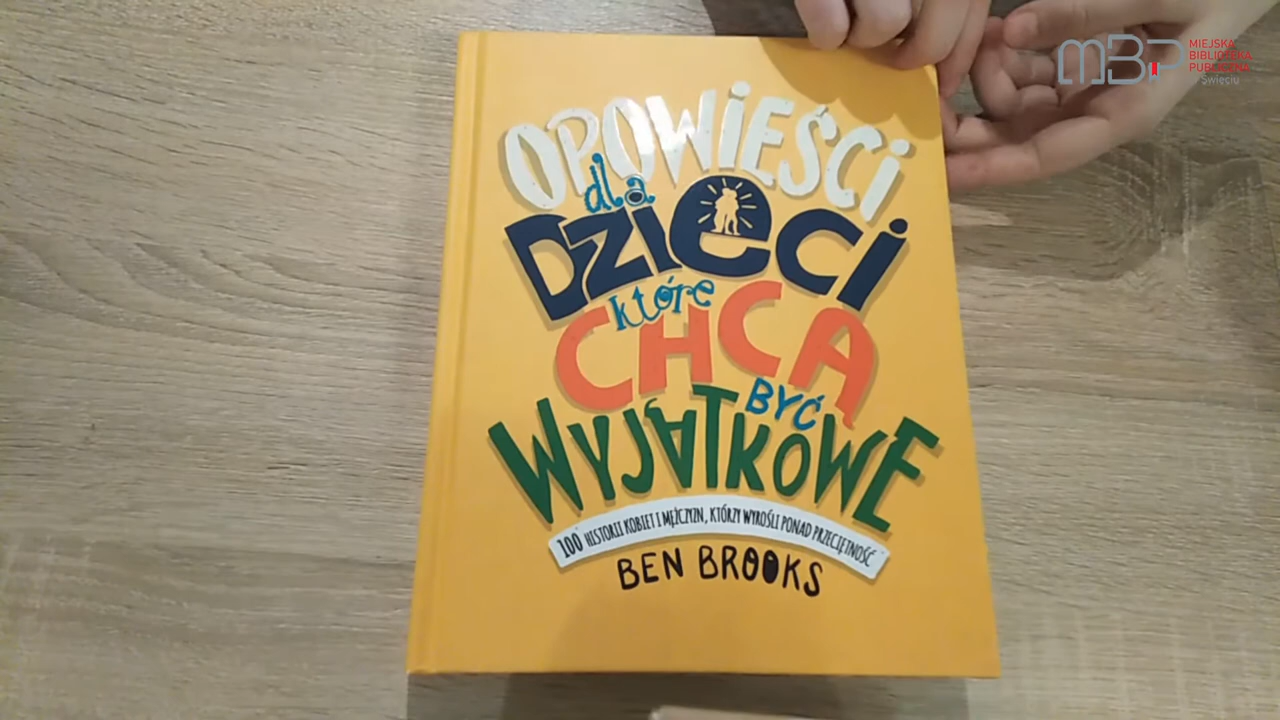 OPOWIEŚCi
dla
DZiECi
które
CHCĄ
BYĆ
WYJĄTKOWE
100 HISTORII KOBIET I MĘŻCZYZN, KTÓRZY WYROŚLI PONAD PRZECIĘTNOŚĆ
BEN BROOKS
MBP
MIEJSKA
BIBLIOTEKA
PUBLICZNA
w Świeciu